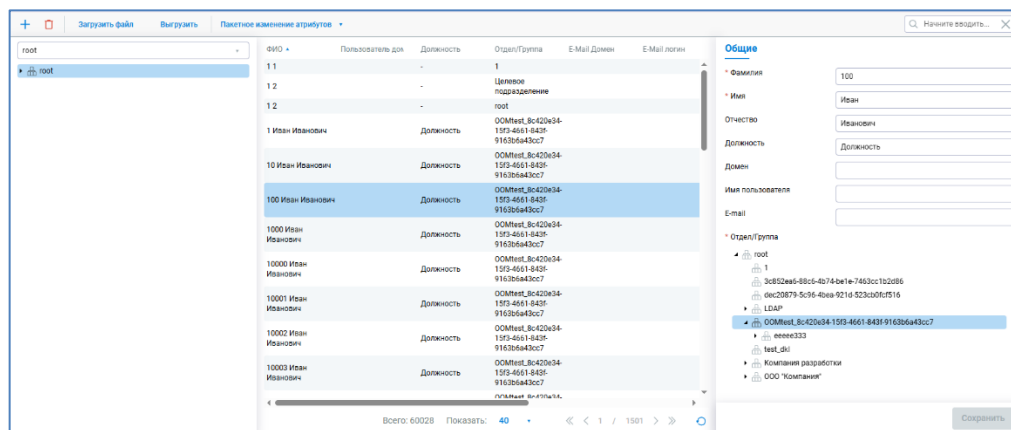 Загрузить файл Выгрузить Пакетное изменение атрибутов Начните вводить...
root
root
ФИО Пользователь дом Должность Отдел/Группа E-Mail Домен E-Mail логин
1 1 - 1
1 2 - Целевое
подразделение
1 2 - root
1 Иван Иванович Должность OOMtest_8c420e34-
15f3-4661-843f-
9163b6a43cc7
10 Иван Иванович Должность OOMtest_8c420e34-
15f3-4661-843f-
9163b6a43cc7
100 Иван Иванович Должность OOMtest_8c420e34-
15f3-4661-843f-
9163b6a43cc7
1000 Иван
Иванович Должность OOMtest_8c420e34-
15f3-4661-843f-
9163b6a43cc7
10000 Иван
Иванович Должность OOMtest_8c420e34-
15f3-4661-843f-
9163b6a43cc7
10001 Иван
Иванович Должность OOMtest_8c420e34-
15f3-4661-843f-
9163b6a43cc7
10002 Иван
Иванович Должность OOMtest_8c420e34-
15f3-4661-843f-
9163b6a43cc7
10003 Иван
Иванович Должность OOMtest_8c420e34-
15f3-4661-843f-
9163b6a43cc7
OOMtest_8c420e34-
Всего: 60028 Показать: 40 1 / 1501
Общие
* Фамилия 100
* Имя Иван
Отчество Иванович
Должность Должность
Домен
Имя пользователя
E-mail
* Отдел/Группа
root
1
3c852ea6-88c6-4b74-be1e-7463cc1b2d86
dec20879-5c96-4bea-921d-523cb0fcf516
LDAP
OOMtest_8c420e34-15f3-4661-843f-9163b6a43cc7
eeeee333
test_dkl
Компания разработки
ООО "Компания"
Сохранить